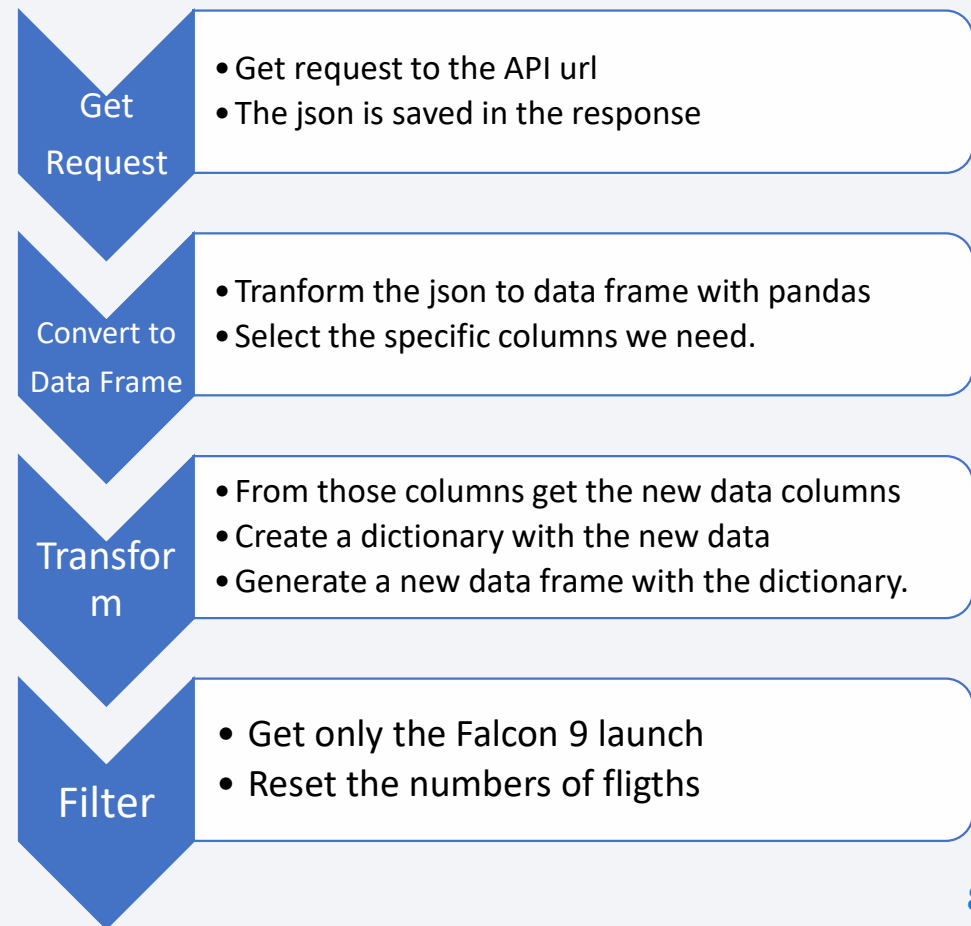 Get
Request
• Get request to the API url
• The json is saved in the response
Convert to
Data Frame
• Tranform the json to data frame with pandas
• Select the specific columns we need.
Transfor
m
• From those columns get the new data columns
• Create a dictionary with the new data
• Generate a new data frame with the dictionary.
Filter
• Get only the Falcon 9 launch
• Reset the numbers of fligths